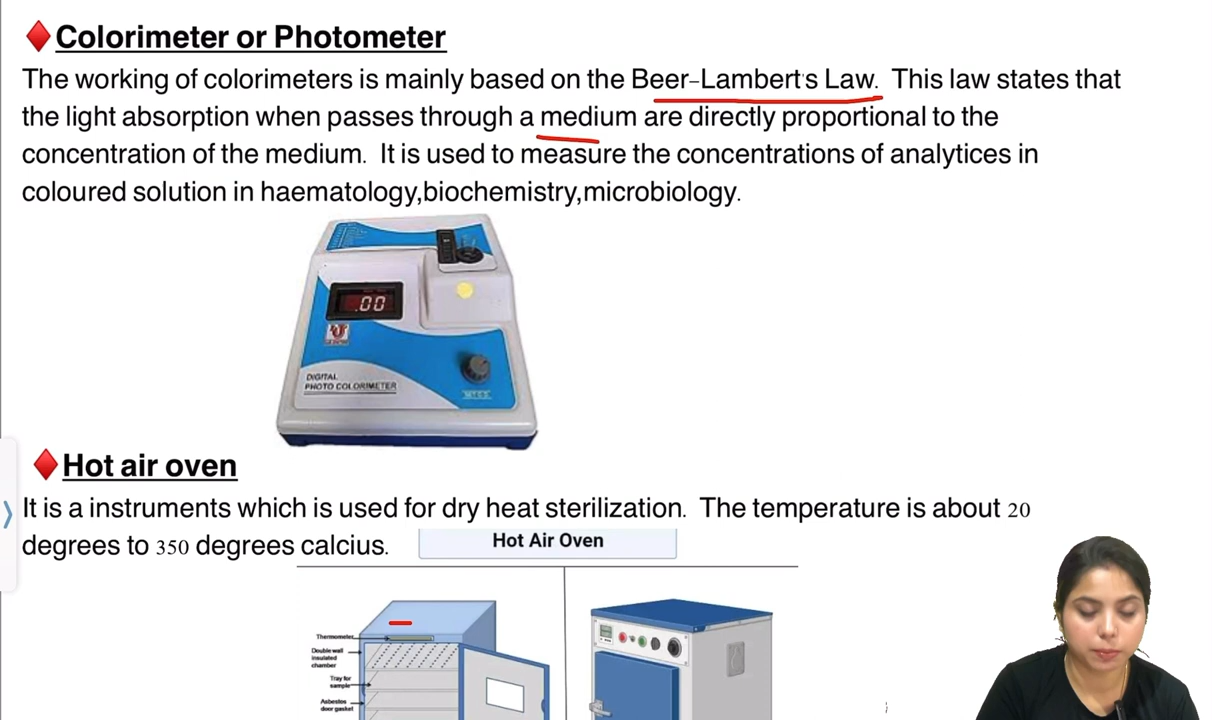 Colorimeter or Photometer
The working of colorimeters is mainly based on the Beer-Lambert's Law. This law states that
the light absorption when passes through a medium are directly proportional to the
concentration of the medium. It is used to measure the concentrations of analytices in
coloured solution in haematology,biochemistry,microbiology.
.00
DIGITAL
PHOTO COLORIMETER
Hot air oven
It is a instruments which is used for dry heat sterilization. The temperature is about 20
degrees to 350 degrees calcius.
Hot Air Oven
Thermometer
Double wall
insulated
chamber
Tray for
sample
Asbestos
door gasket